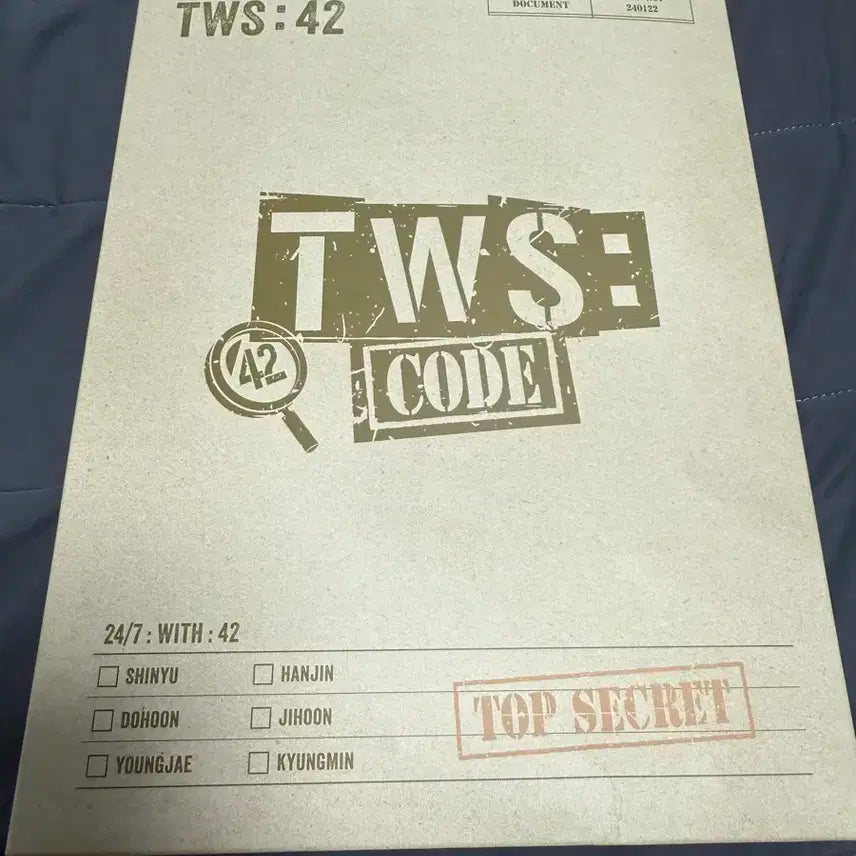 TWS : 42
DOCUMENT
240122
TWS:
42
CODE
24/7 : WITH : 42
SHINYU
HANJIN
DOHOON
JIHOON
YOUNGJAE
KYUNGMIN
TOP SECRET